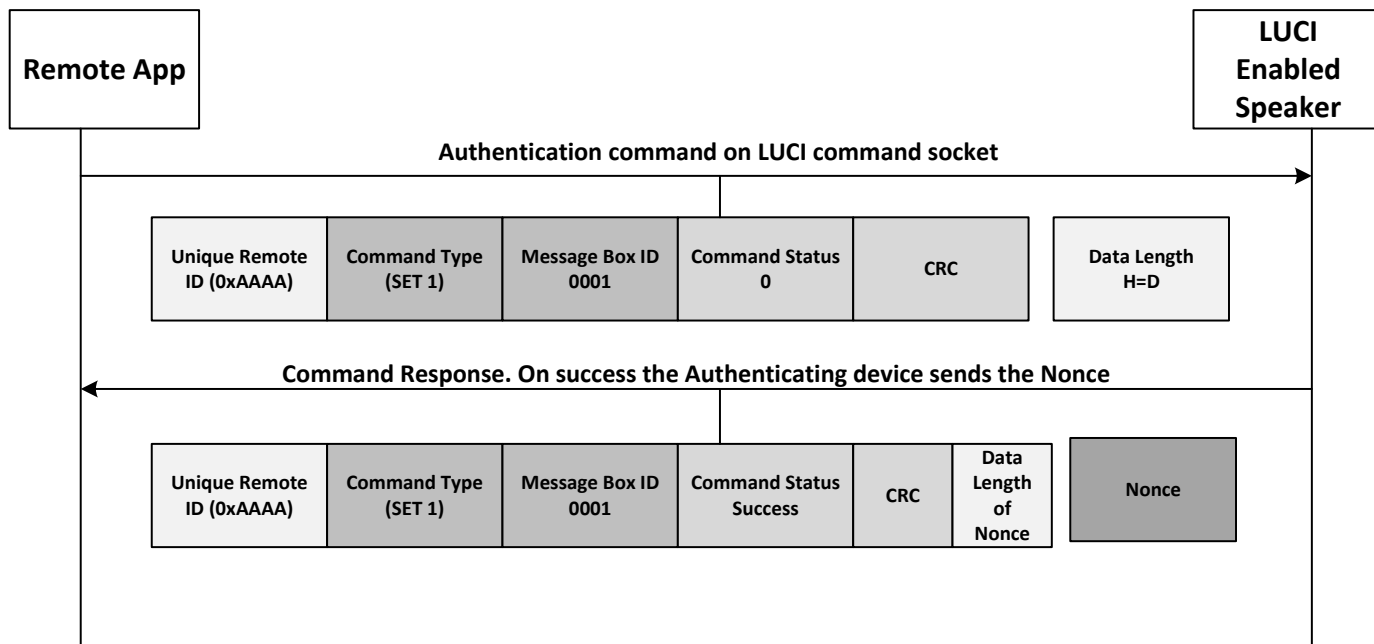 Remote App
LUCI
Enabled
Speaker
Authentication command on LUCI command socket
Unique Remote
ID (0xAAAA)
Command Type
(SET 1)
Message Box ID
0001
Command Status
0
CRC
Data Length
H=D
Command Response. On success the Authenticating device sends the Nonce
Unique Remote
ID (0xAAAA)
Command Type
(SET 1)
Message Box ID
0001
Command Status
Success
CRC
Data
Length
of
Nonce
Nonce